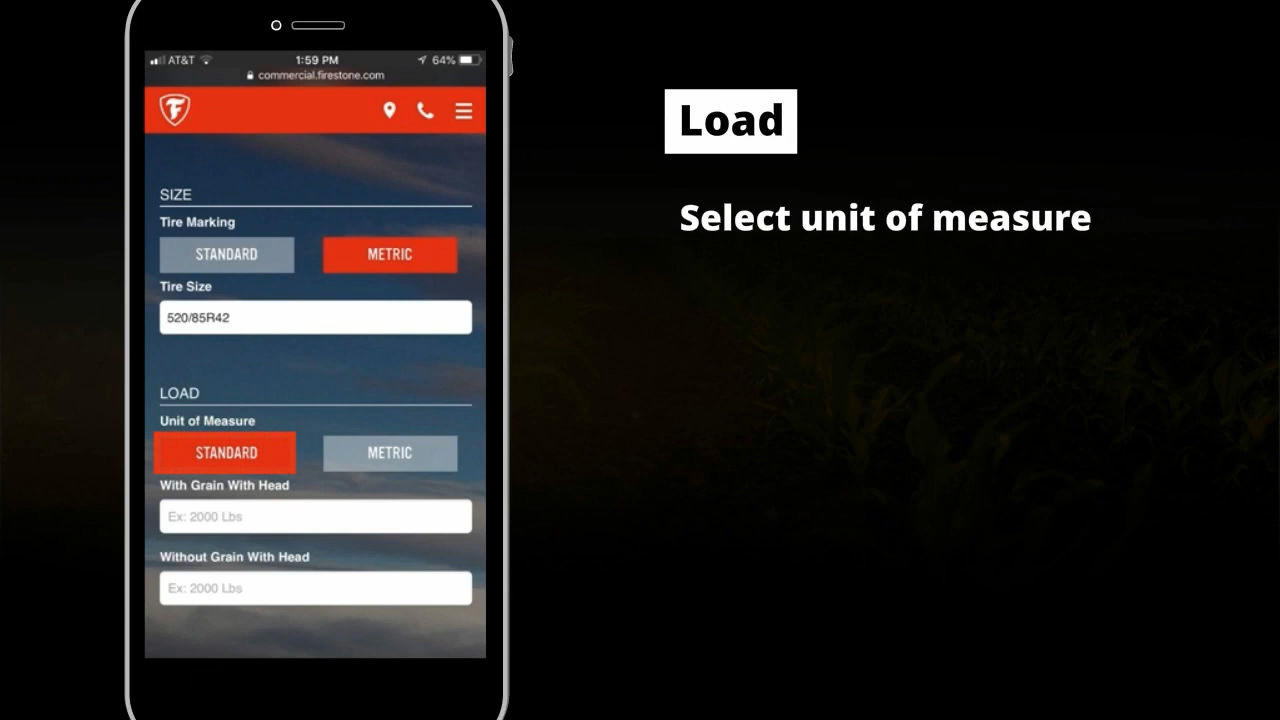 AT&T 1:59 PM 64%
commercial.firestone.com
SIZE
Tire Marking
STANDARD METRIC
Tire Size
520/85R42
LOAD
Unit of Measure
STANDARD METRIC
With Grain With Head
Ex: 2000 Lbs
Without Grain With Head
Ex: 2000 Lbs
Load
Select unit of measure